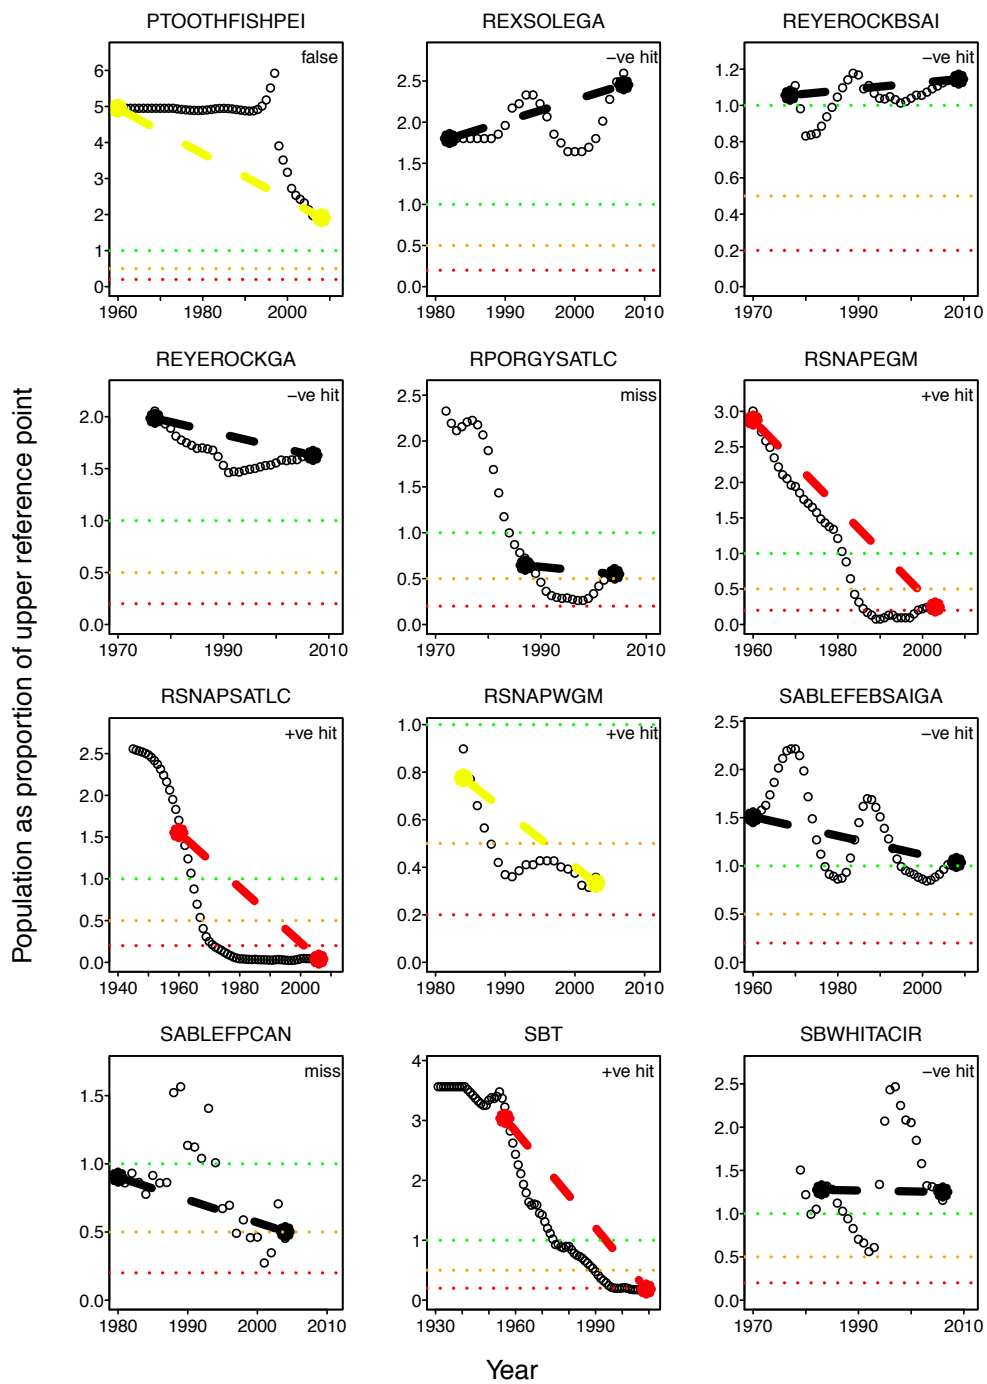 PTOOTHFISHPEI
REXSOLEGA
REYEROCKBSAI
false
−ve hit
−ve hit
6
5
4
3
2
1
0
1960 1980 2000
2.5
2.0
1.5
1.0
0.5
0.0
1980 1990 2000 2010
1.2
1.0
0.8
0.6
0.4
0.2
0.0
1970 1990 2010
REYEROCKGA
RPORGYSATLC
RSNAPEGM
−ve hit
miss
+ve hit
2.0
1.5
1.0
0.5
0.0
1970 1990 2010
2.5
2.0
1.5
1.0
0.5
0.0
1970 1990 2010
3.0
2.0
1.5
1.0
0.5
0.0
1960 1980 2000
RSNAPSATLC
RSNAPWGM
SABLEFEBSAIGA
+ve hit
+ve hit
−ve hit
2.5
2.0
1.5
1.0
0.5
0.0
1940 1960 1980 2000
1.0
0.8
0.6
0.4
0.2
0.0
1980 1990 2000 2010
2.5
2.0
1.5
1.0
0.5
0.0
1960 1980 2000
SABLEFPCAN
SBT
SBWHITACIR
miss
+ve hit
−ve hit
1.5
1.0
0.5
0.0
1980 1990 2000 2010
4
3
2
1
0
1930 1960 1990
2.5
2.0
1.5
1.0
0.5
0.0
1970 1990 2010
Population as proportion of upper reference point
Year